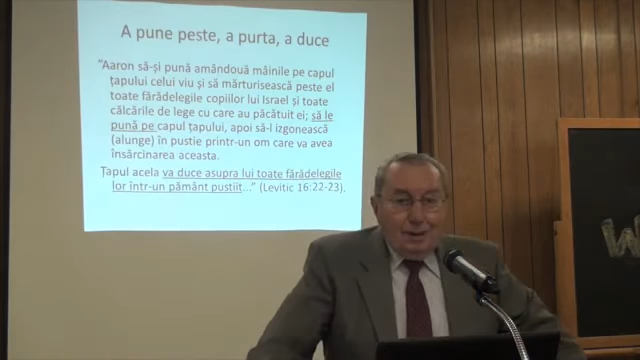 A pune peste, a purta, a duce
“Aaron să-și pună amândouă mâinile pe capul
țapului celui viu și să mărturisească peste el
toate fărădelegile copiilor lui Israel și toate
călcările de lege cu care au păcătuit ei; să le
pună pe capul țapului, apoi să-l izgonească
(alunge) în pustie printr-un om care va avea
însărcinarea aceasta.
Țapul acela va duce asupra lui toate fărădelegile
lor într-un pământ pustiit...” (Levitic 16:22-23).